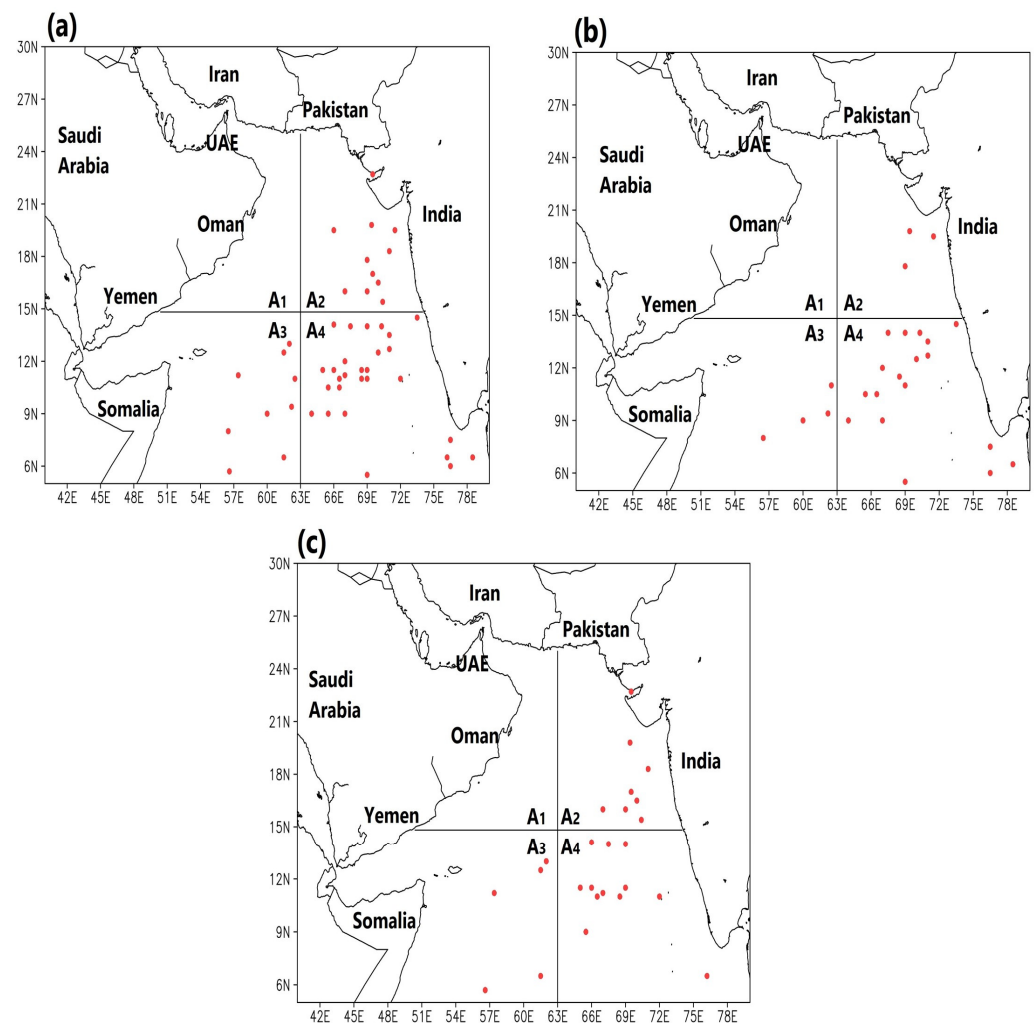 (a)
30N
Iran
27N
Pakistan
Saudi
Arabia
UAE
24N
21N
Oman
India
18N
Yemen
A1 A2
15N
A3 A4
12N
Somalia
9N
6N
42E 45E 48E 51E 54E 57E 60E 63E 66E 69E 72E 75E 78E
(b)
30N
Iran
27N
Pakistan
UAE
24N
Saudi
Arabia
21N
Oman
India
18N
Yemen
A1 A2
15N
A3 A4
12N
Somalia
9N
6N
42E 45E 48E 51E 54E 57E 60E 63E 66E 69E 72E 75E 78E
(c)
30N
Iran
27N
Pakistan
UAE
24N
Saudi
Arabia
21N
Oman
India
18N
Yemen
A1 A2
15N
A3 A4
12N
Somalia
9N
6N
42E 45E 48E 51E 54E 57E 60E 63E 66E 69E 72E 75E 78E